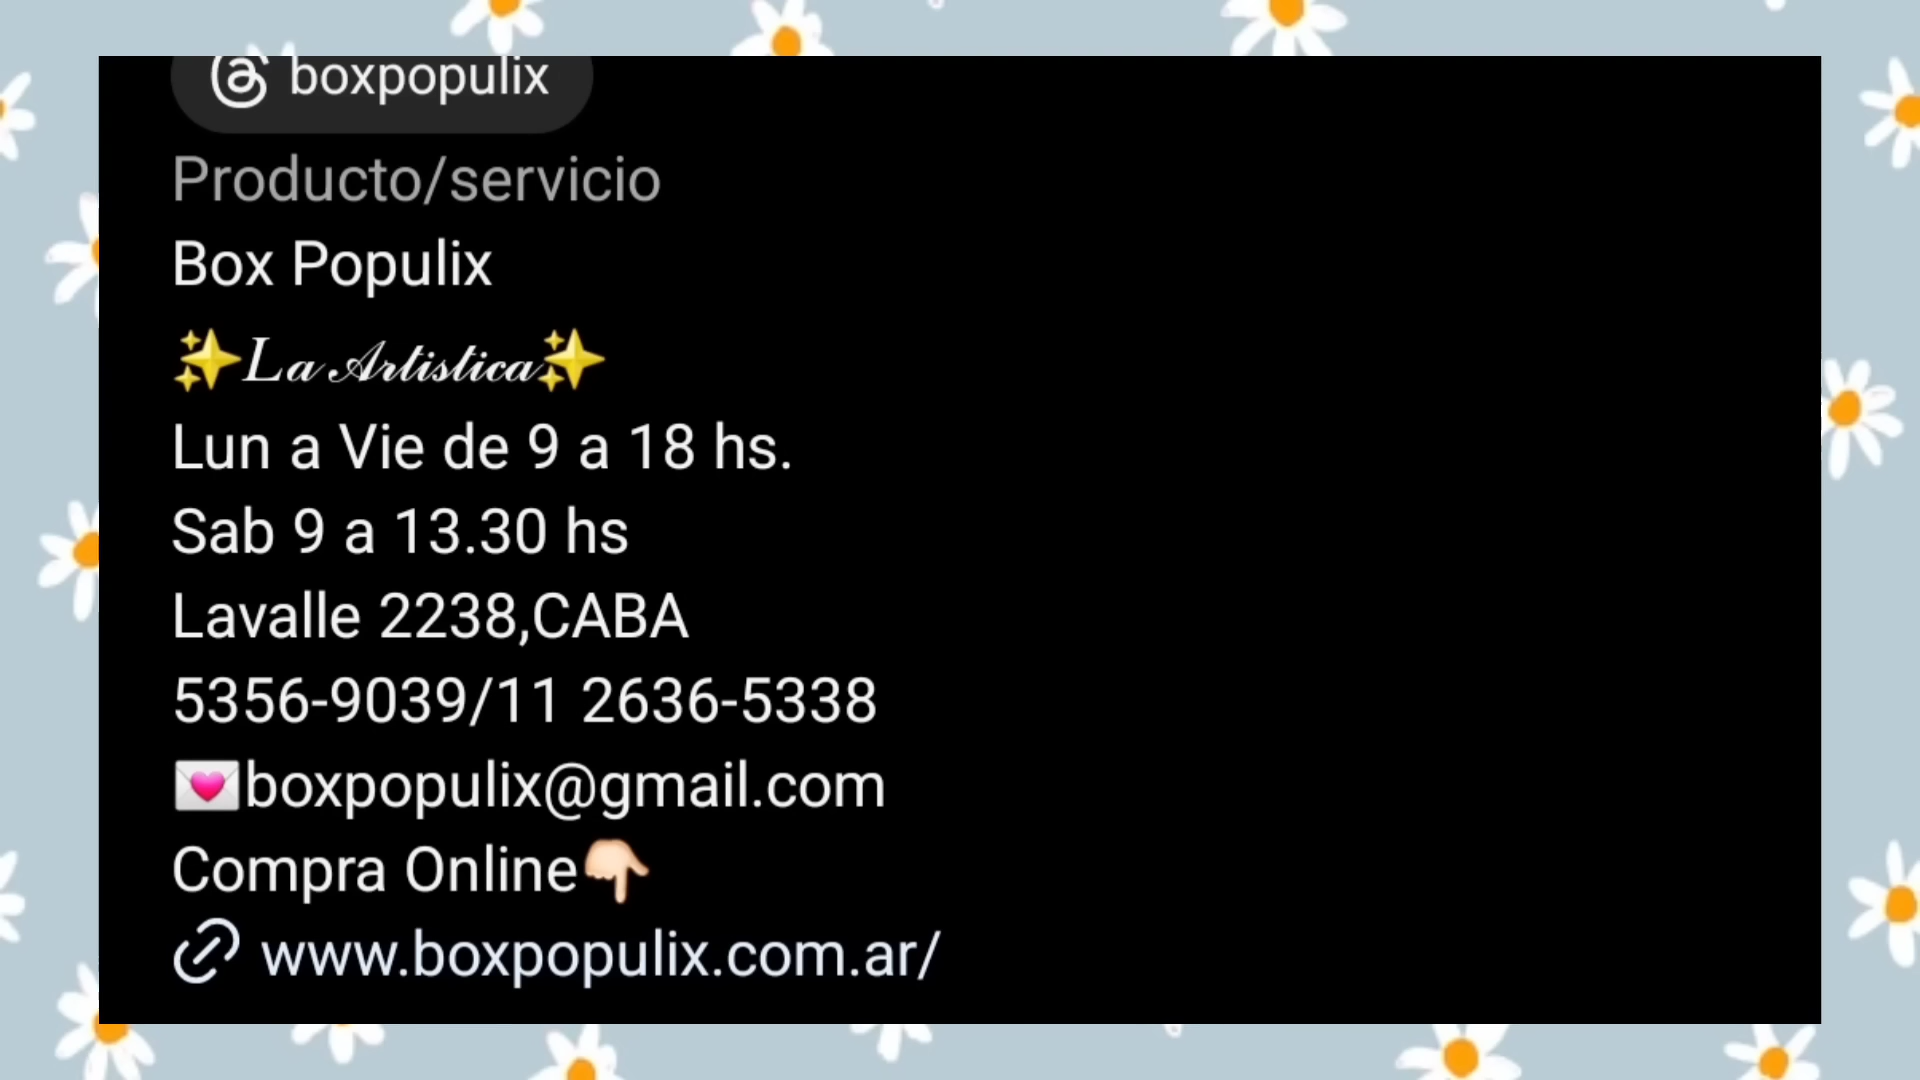 boxpopulix
Producto/servicio
Box Populix
✨La Artistica✨
Lun a Vie de 9 a 18 hs.
Sab 9 a 13.30 hs
Lavalle 2238,CABA
5356-9039/11 2636-5338
💌boxpopulix@gmail.com
Compra Online👇🏻
www.boxpopulix.com.ar/